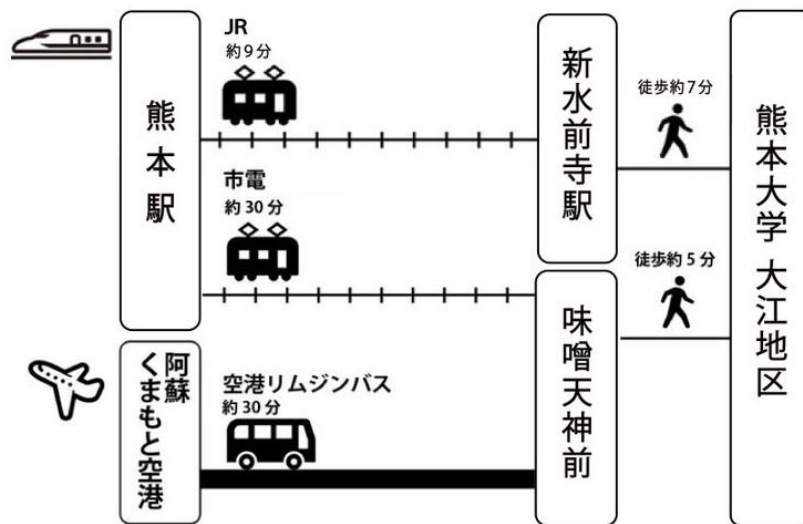 熊本駅
JR
約9分
新水前寺駅
徒歩約7分
熊本大学 大江地区
市電
約30分
徒歩約5分
味噌天神前
阿蘇
くまもと空港
空港リムジンバス
約30分